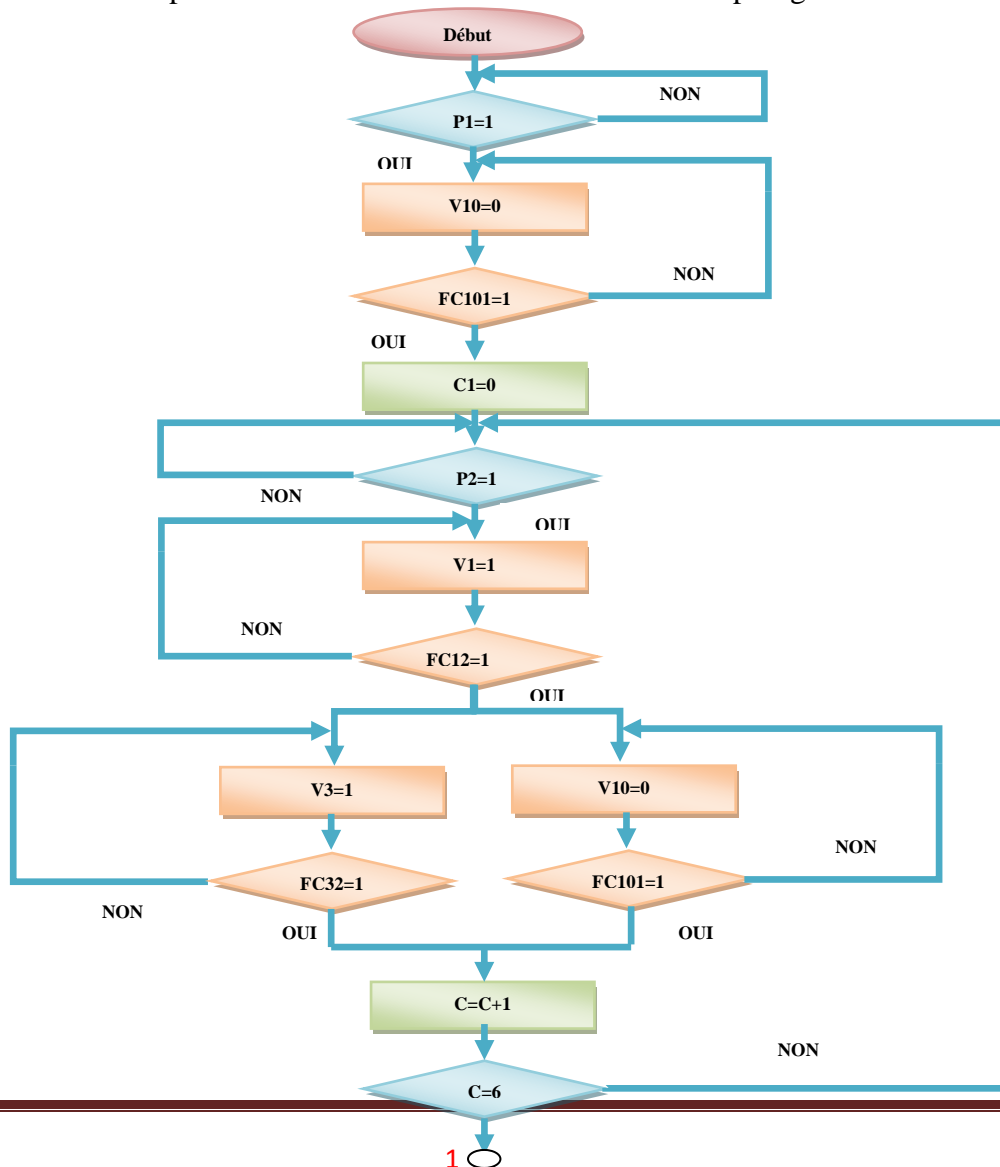 Début
NON
P1=1
OUI
V10=0
NON
FC101=1
OUI
C1=0
P2=1
NON
OUI
V1=1
NON
FC12=1
OUI
V3=1
V10=0
NON
FC32=1
FC101=1
NON
OUI
OUI
C=C+1
NON
C=6
1